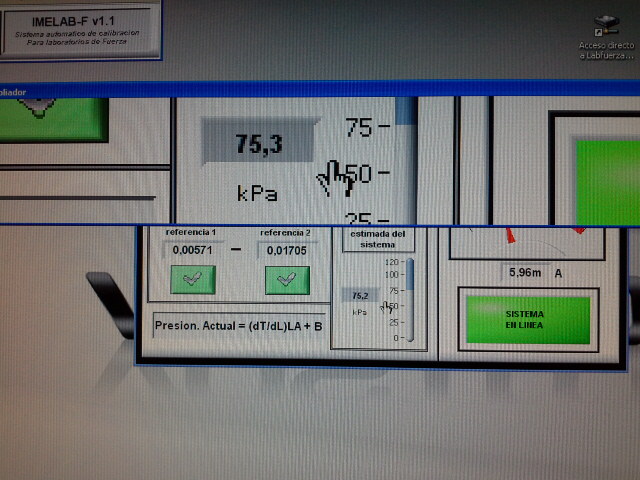 IMELAB-F v1.1
Sistema automatico de calibracion
Para laboratorios de Fuerza
Acceso directo
a Labfuerza...
pliador
75,3
kPa
75
50
25
referencia 1
referencia 2
0,00571
0,01705
estimada del
sistema
120
100
75
50
25
0
75,2
kPa
Presion. Actual = (dT/dL)LA + B
5,96m A
SISTEMA
EN LINEA